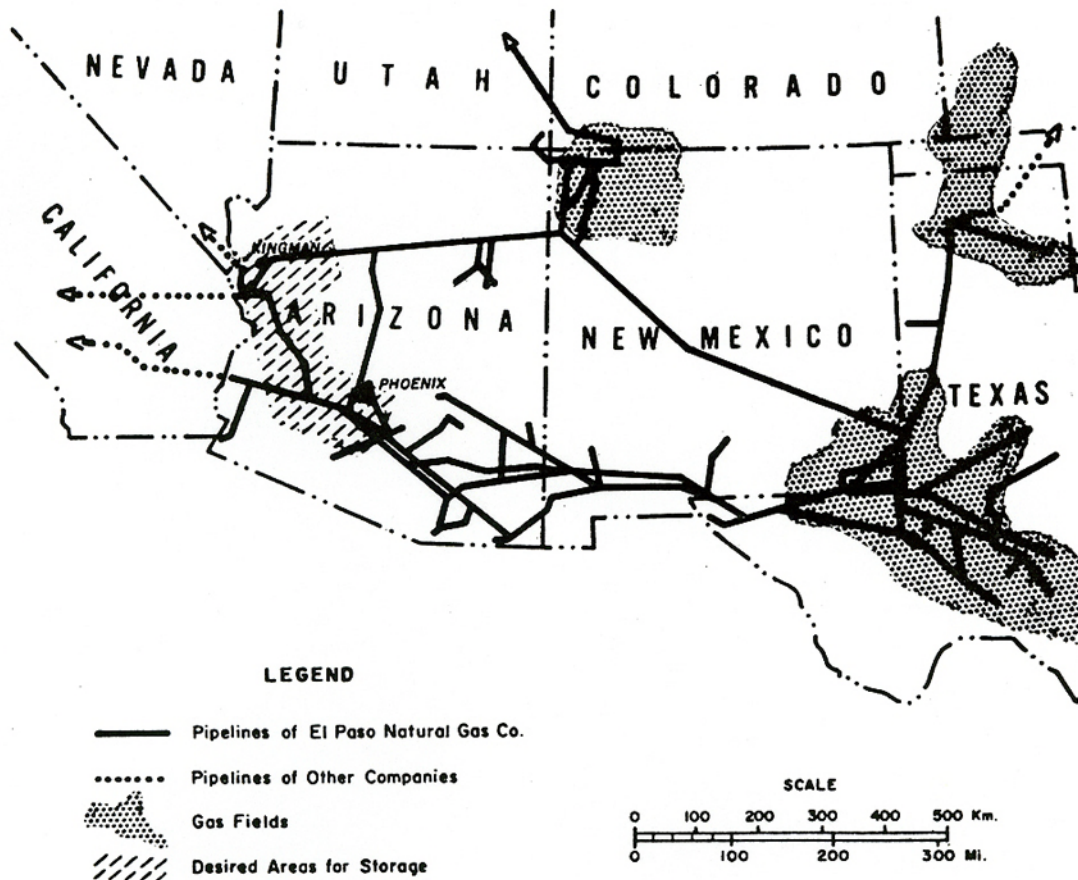 NEVADA
UTAH
COLORADO
CALIFORNIA
KINGMAN
ARIZONA
NEW MEXICO
PHOENIX
TEXAS
LEGEND
Pipelines of El Paso Natural Gas Co.
Pipelines of Other Companies
Gas Fields
Desired Areas for Storage
SCALE
0 100 200 300 400 500 Km.
0 100 200 300 Mi.